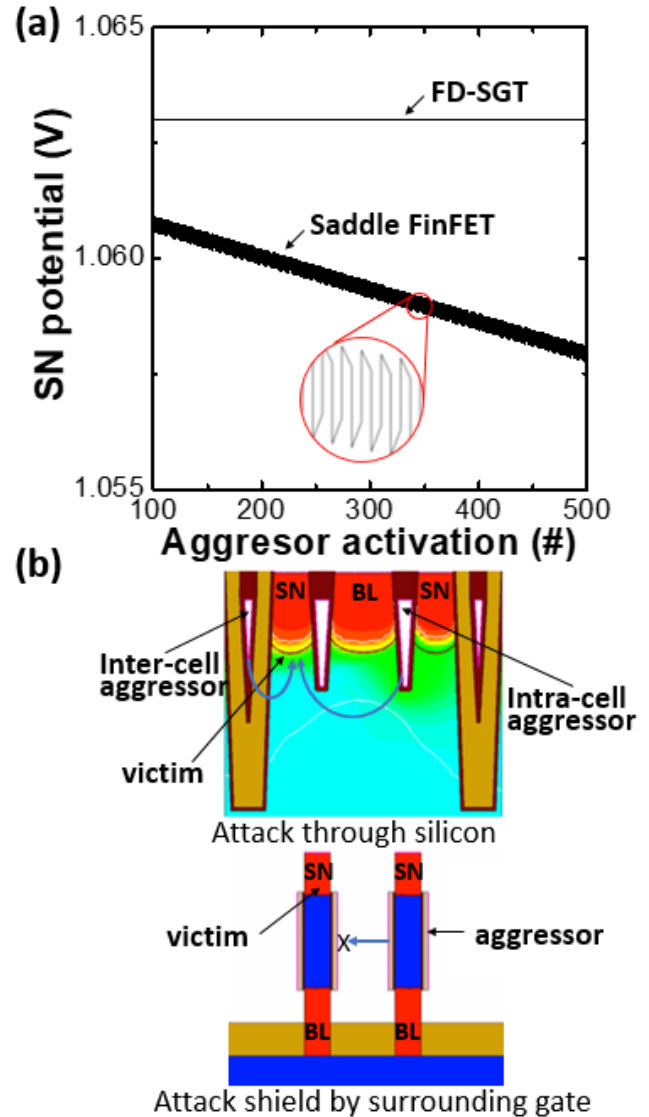 (a)
1.065
FD-SGT
SN potential (V)
1.060
Saddle FinFET
1.055
100 200 300 400 500
Aggresor activation (#)
(b)
SN BL SN
Inter-cell
aggressor
Intra-cell
aggressor
victim
Attack through silicon
SN SN
victim
X
aggressor
BL BL
Attack shield by surrounding gate